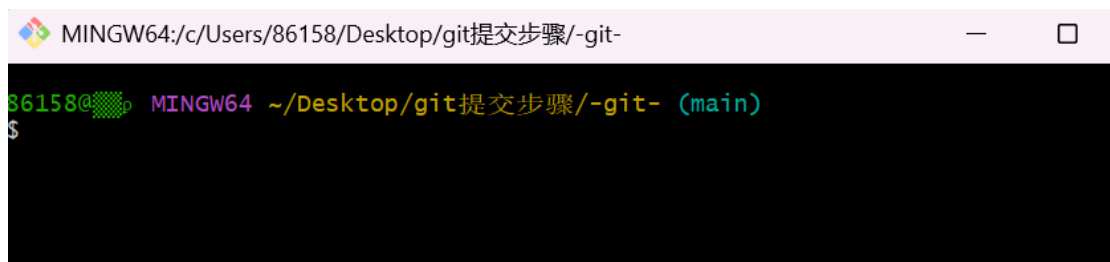 MINGW64:/c/Users/86158/Desktop/git提交步骤/-git-
86158@▒▒p MINGW64 ~/Desktop/git提交步骤/-git- (main)
$